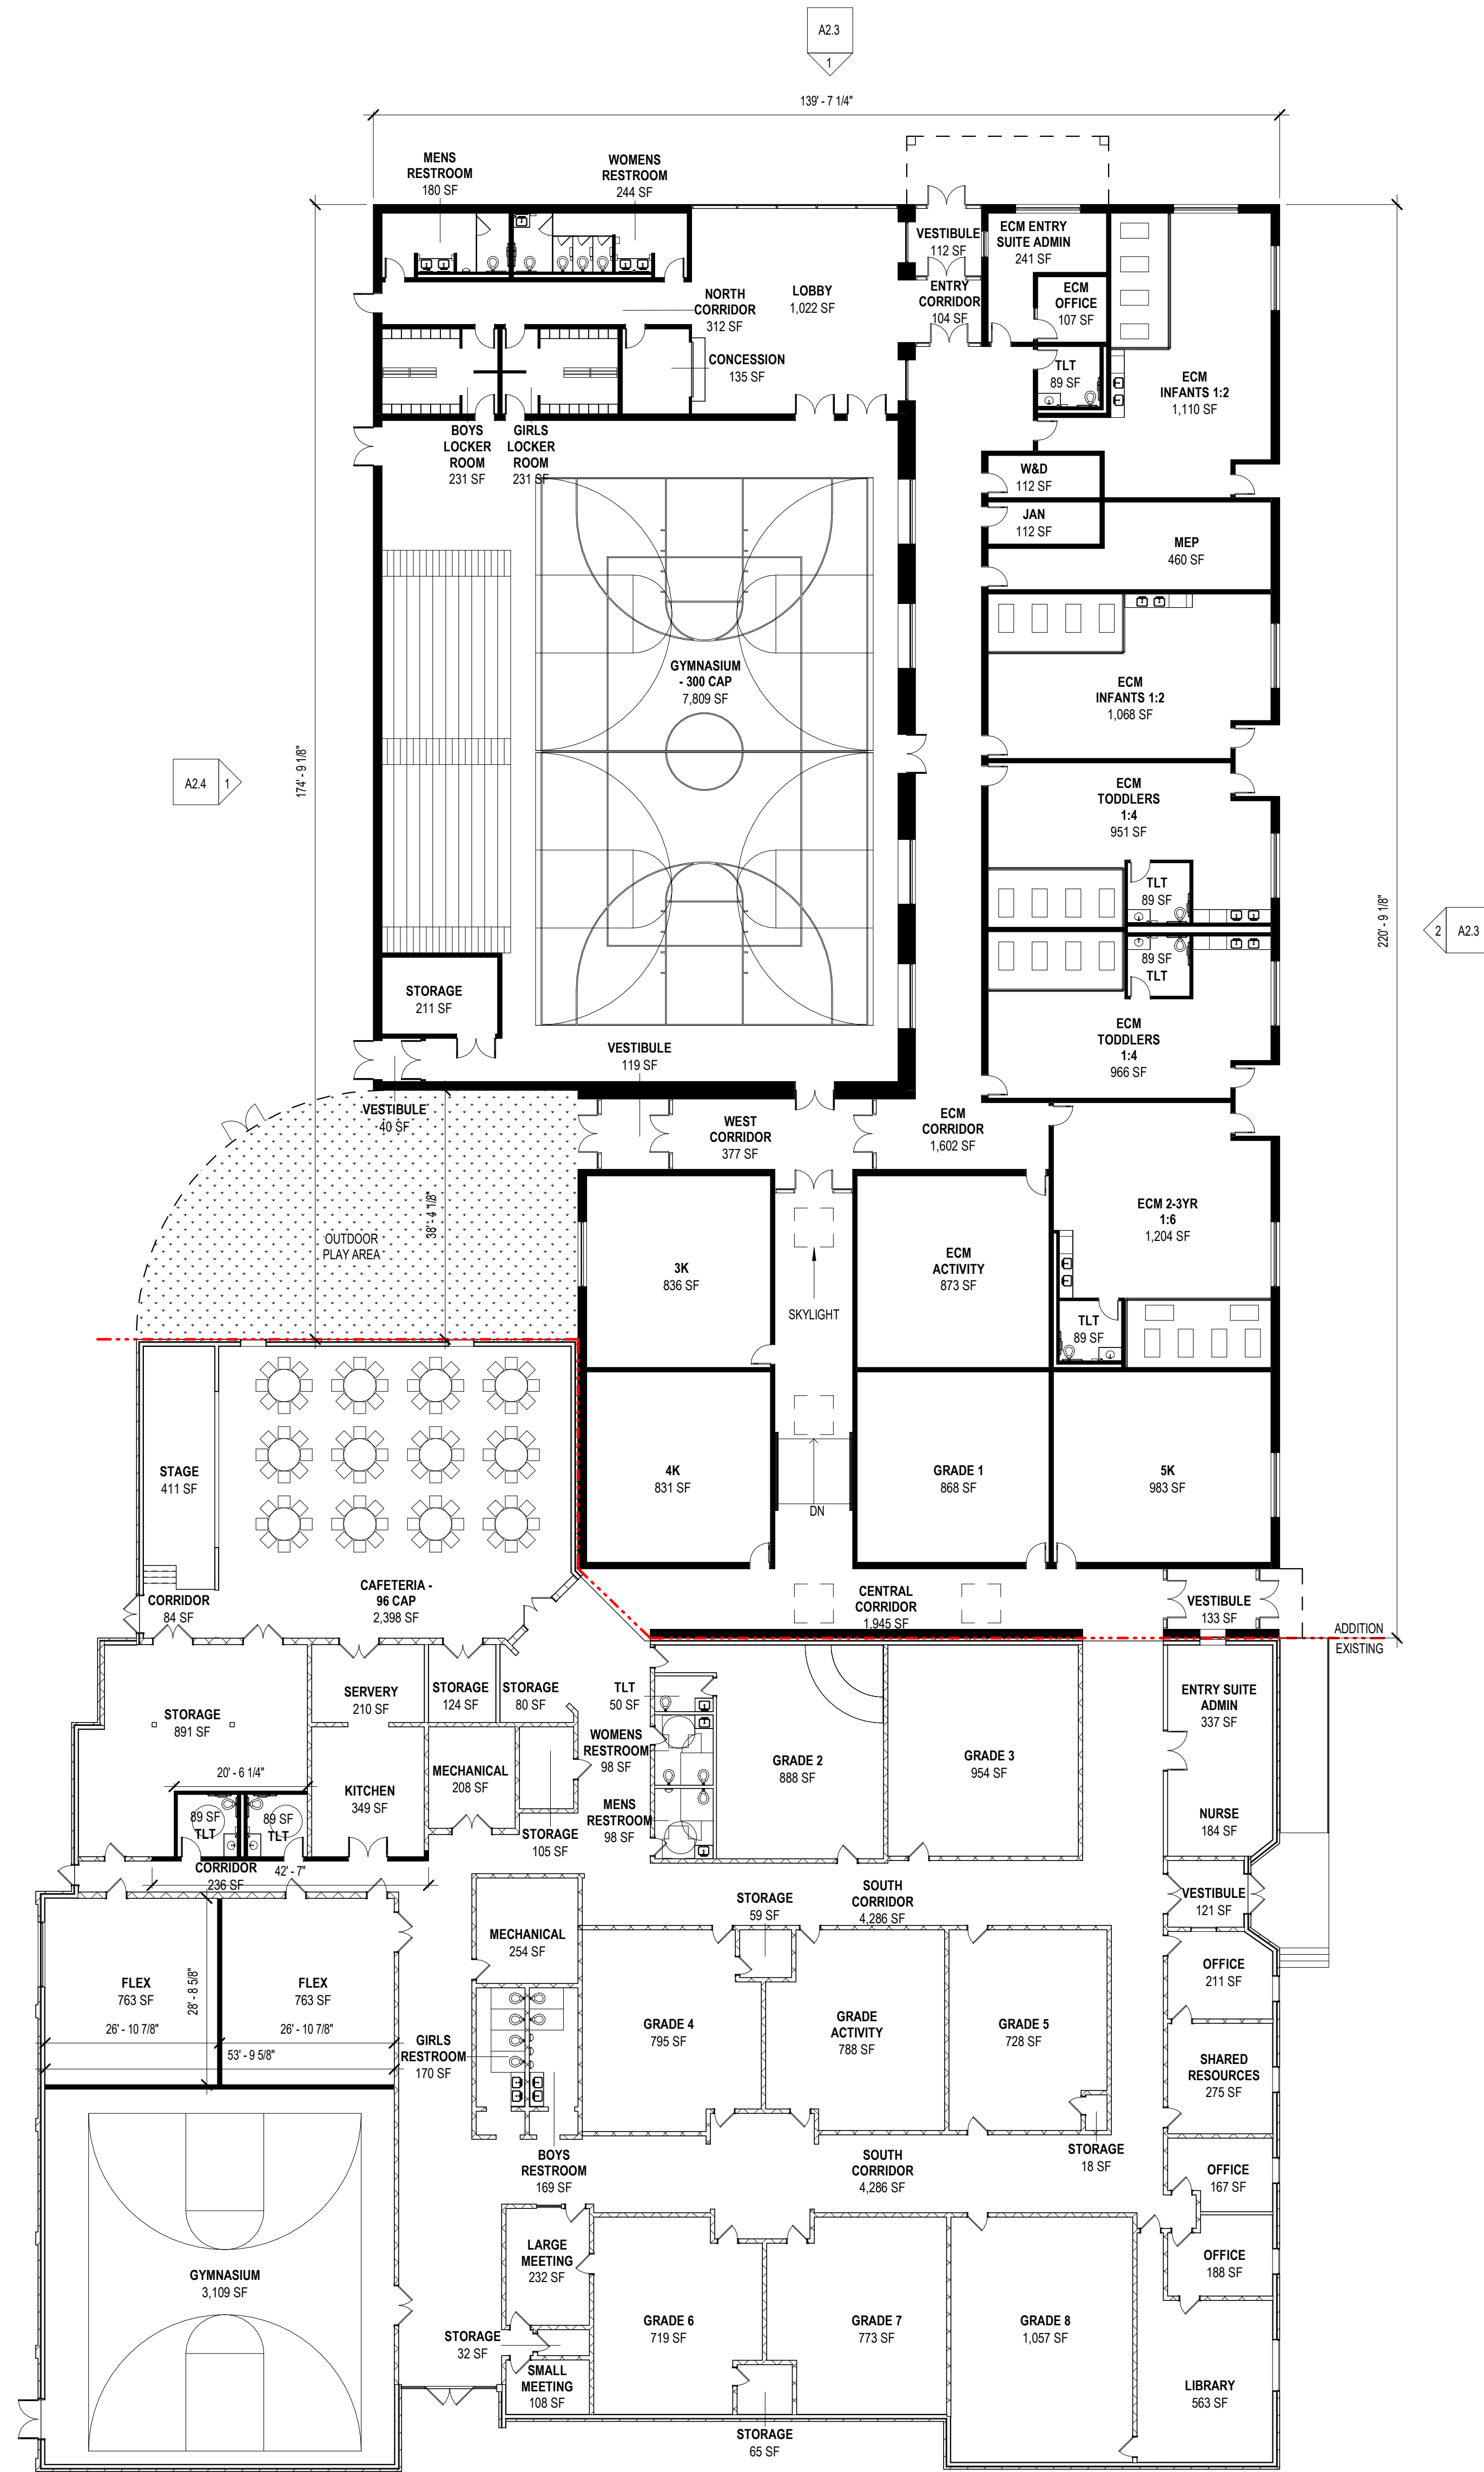 A2.3
1
139' - 7 1/4"
MENS
RESTROOM
180 SF
WOMENS
RESTROOM
244 SF
VESTIBULE
112 SF
ECM ENTRY
SUITE ADMIN
241 SF
NORTH
CORRIDOR
312 SF
LOBBY
1,022 SF
ENTRY
CORRIDOR
104 SF
ECM
OFFICE
107 SF
CONCESSION
135 SF
TLT
89 SF
ECM
INFANTS 1:2
1,110 SF
BOYS
LOCKER
ROOM
231 SF
GIRLS
LOCKER
ROOM
231 SF
W&D
112 SF
JAN
112 SF
MEP
460 SF
GYMNASIUM
- 300 CAP
7,809 SF
ECM
INFANTS 1:2
1,068 SF
174' - 9 1/8"
A2.4
1
ECM
TODDLERS
1:4
951 SF
TLT
89 SF
220' - 9 1/8"
2
A2.3
89 SF
TLT
STORAGE
211 SF
ECM
TODDLERS
1:4
966 SF
VESTIBULE
119 SF
VESTIBULE
40 SF
WEST
CORRIDOR
377 SF
ECM
CORRIDOR
1,602 SF
38' - 4 1/8"
OUTDOOR
PLAY AREA
3K
836 SF
SKYLIGHT
ECM
ACTIVITY
873 SF
ECM 2-3YR
1:6
1,204 SF
TLT
89 SF
STAGE
411 SF
4K
831 SF
DN
GRADE 1
868 SF
5K
983 SF
CORRIDOR
84 SF
CAFETERIA -
96 CAP
2,398 SF
CENTRAL
CORRIDOR
1,945 SF
VESTIBULE
133 SF
ADDITION
EXISTING
STORAGE
891 SF
SERVERY
210 SF
STORAGE
124 SF
STORAGE
80 SF
TLT
50 SF
ENTRY SUITE
ADMIN
337 SF
WOMENS
RESTROOM
98 SF
GRADE 2
888 SF
GRADE 3
954 SF
20' - 6 1/4"
KITCHEN
349 SF
MECHANICAL
208 SF
89 SF
TLT
89 SF
TLT
MENS
RESTROOM
98 SF
STORAGE
105 SF
NURSE
184 SF
CORRIDOR
236 SF
42' - 7"
STORAGE
59 SF
SOUTH
CORRIDOR
4,286 SF
VESTIBULE
121 SF
MECHANICAL
254 SF
FLEX
763 SF
28' - 8 5/8"
FLEX
763 SF
OFFICE
211 SF
26' - 10 7/8"
26' - 10 7/8"
53' - 9 5/8"
GIRLS
RESTROOM
170 SF
GRADE 4
795 SF
GRADE
ACTIVITY
788 SF
GRADE 5
728 SF
SHARED
RESOURCES
275 SF
BOYS
RESTROOM
169 SF
SOUTH
CORRIDOR
4,286 SF
STORAGE
18 SF
OFFICE
167 SF
LARGE
MEETING
232 SF
OFFICE
188 SF
GYMNASIUM
3,109 SF
STORAGE
32 SF
GRADE 6
719 SF
GRADE 7
773 SF
GRADE 8
1,057 SF
SMALL
MEETING
108 SF
LIBRARY
563 SF
STORAGE
65 SF